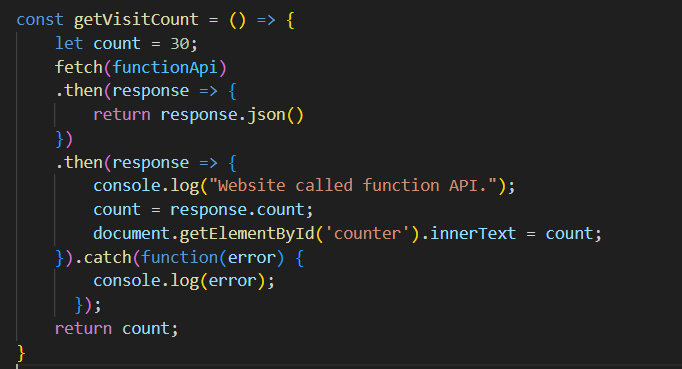 const getVisitCount = () => {
    let count = 30;
    fetch(functionApi)
    .then(response => {
        return response.json()
    })
    .then(response => {
        console.log("Website called function API.");
        count = response.count;
        document.getElementById('counter').innerText = count;
    }).catch(function(error) {
        console.log(error);
      });
    return count;
}